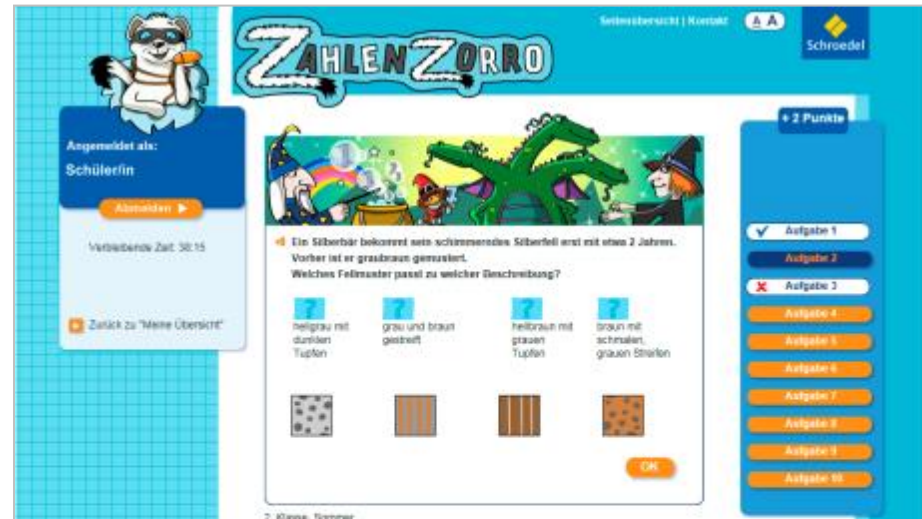 Seitenübersicht | Kontakt
A A
Schroedel
ZAHLENZORRO
+ 2 Punkte
Angemeldet als:
Schüler/in
Abmelden
Verbleibende Zeit: 38:15
Zurück zu "Meine Übersicht"
Ein Silberbär bekommt sein schimmerndes Silberfell erst mit etwa 2 Jahren.
Vorher ist er graubraun gemustert.
Welches Fellmuster passt zu welcher Beschreibung?
? ? ? ?
hellgrau mit
dunklen
Tupfen
grau und braun
gestreift
hellbraun mit
grauen
Tupfen
braun mit
schmalen,
grauen Streifen
OK
Aufgabe 1
Aufgabe 2
Aufgabe 3
Aufgabe 4
Aufgabe 5
Aufgabe 6
Aufgabe 7
Aufgabe 8
Aufgabe 9
Aufgabe 10
2. Klasse, Sommer